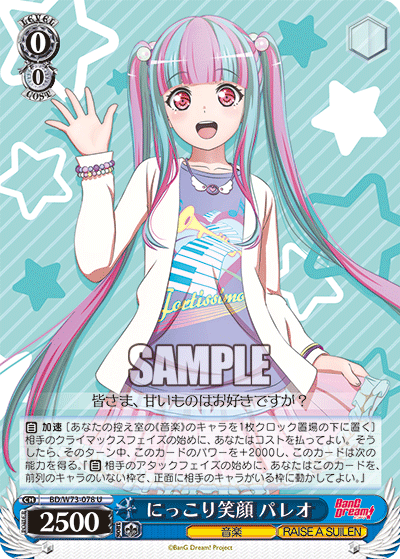 LEVEL
0
0
COST
fortissimo
SAMPLE
皆さま、甘いものはお好きですか？
自 加速 [あなたの控え室の《音楽》のキャラを1枚クロック置場の下に置く]
相手のクライマックスフェイズの始めに、あなたはコストを払ってよい。そう
したら、そのターン中、このカードのパワーを+2000し、このカードは次の
能力を得る。『自 相手のアタックフェイズの始めに、あなたはこのカードを、
前列のキャラのいない枠で、正面に相手のキャラがいる枠に動かしてよい。』
CH BD/W73-078 U
POWER
2500
にっこり笑顔 パレオ
BanG Dream!
音楽
RAISE A SUILEN
©BanG Dream! Project